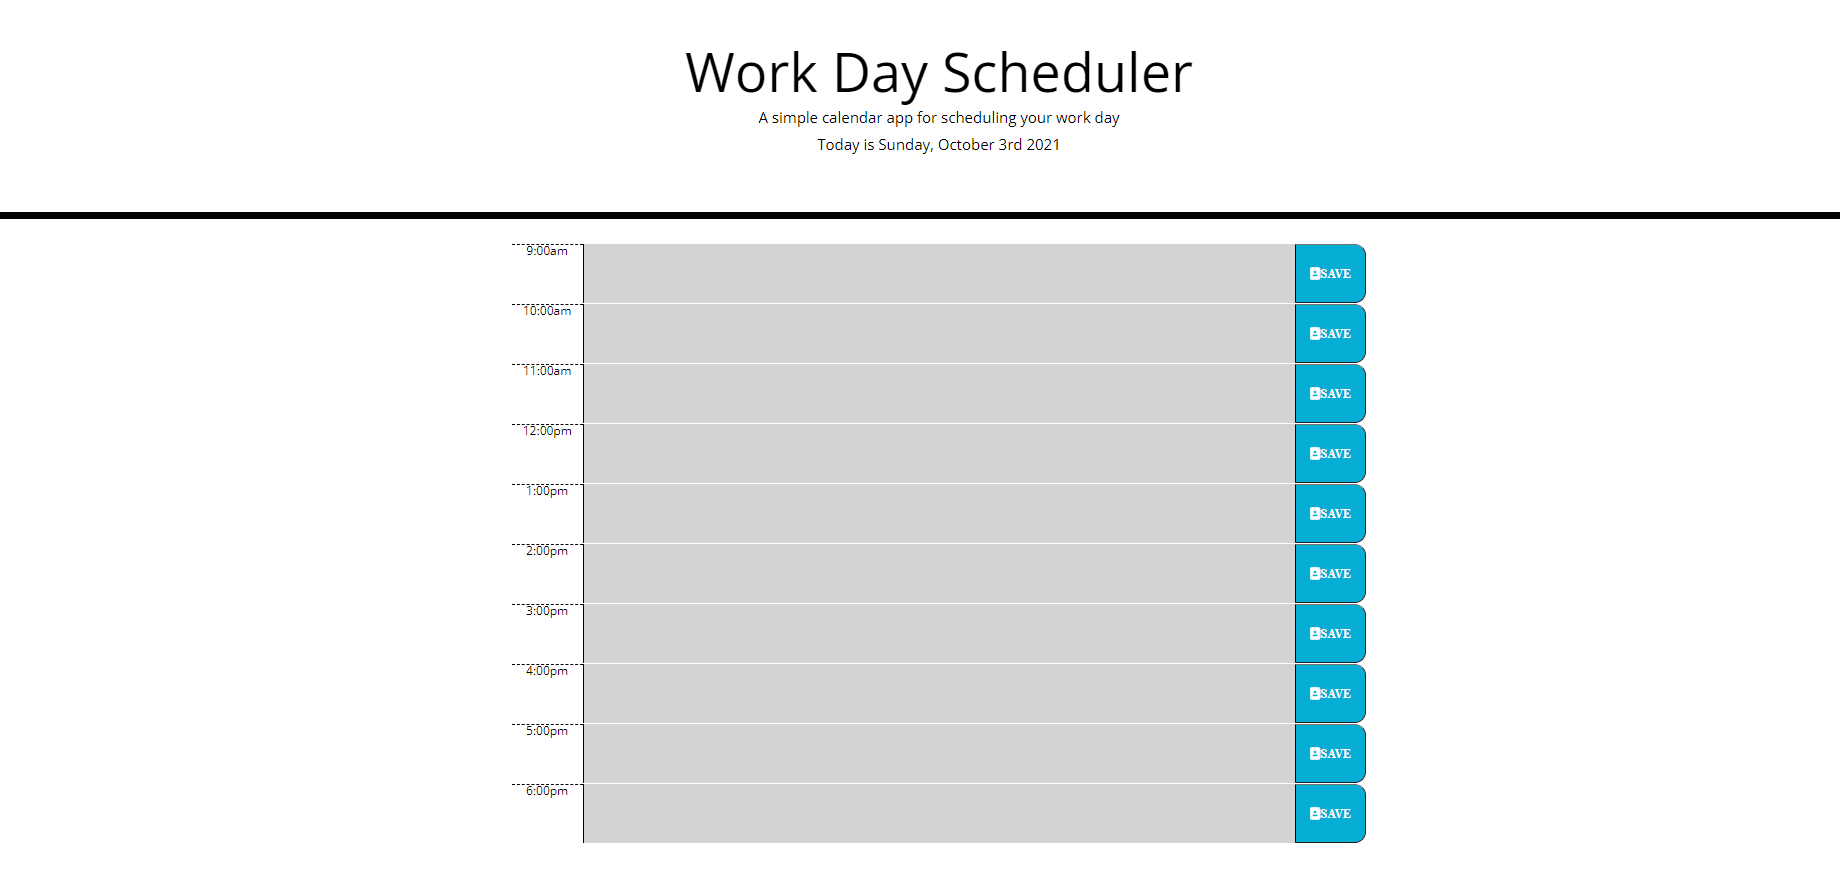 Work Day Scheduler
A simple calendar app for scheduling your work day
Today is Sunday, October 3rd 2021
9:00am
SAVE
10:00am
SAVE
11:00am
SAVE
12:00pm
SAVE
1:00pm
SAVE
2:00pm
SAVE
3:00pm
SAVE
4:00pm
SAVE
5:00pm
SAVE
6:00pm
SAVE